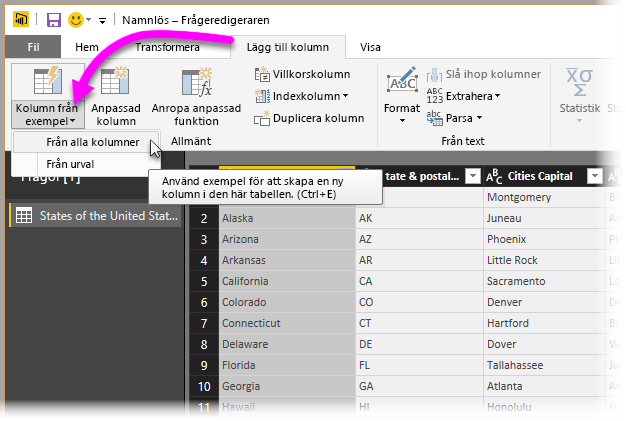 Namnlös – Frågeredigeraren
Fil Hem Transformera Lägg till kolumn Visa
Kolumn från exempel
Anpassad kolumn
Anropa anpassad funktion
Villkorskolumn
Indexkolumn
Duplicera kolumn
Allmänt
Format
Slå ihop kolumner
Extrahera
Parsa
Från text
Statistik
Från alla kolumner
Från urval
Använd exempel för att skapa en ny
kolumn i den här tabellen. (Ctrl+E)
States of the United Stat...
tate & postal... Cities Capital
Montgomery
2 Alaska AK Juneau
3 Arizona AZ Phoenix
4 Arkansas AR Little Rock
5 California CA Sacramento
6 Colorado CO Denver
7 Connecticut CT Hartford
8 Delaware DE Dover
9 Florida FL Tallahassee
10 Georgia GA Atlanta
11 Hawaii HI Honolulu